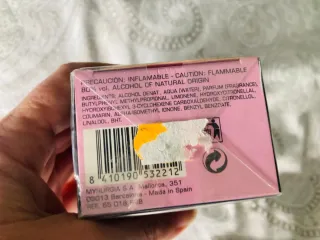 PRECAUCIÓN: INFLAMABLE - CAUTION: FLAMMABLE
80% vol. ALCOHOL OF NATURAL ORIGIN
INGREDIENTS: ALCOHOL DENAT., AQUA (WATER), PARFUM (FRAGRANCE),
BUTYLPHENYL METHYLPROPIONAL, LIMONENE, HYDROXYCITRONELLAL,
HYDROXYISOHEXYL 3-CYCLOHEXENE CARBOXALDEHYDE, CITRONELLOL,
COUMARIN, ALPHA-ISOMETHYL IONONE, BENZYL BENZOATE,
LINALOOL, BHT.
8 410190 532212
MYRURGIA S.A. Mallorca, 351
08013 Barcelona - Made in Spain